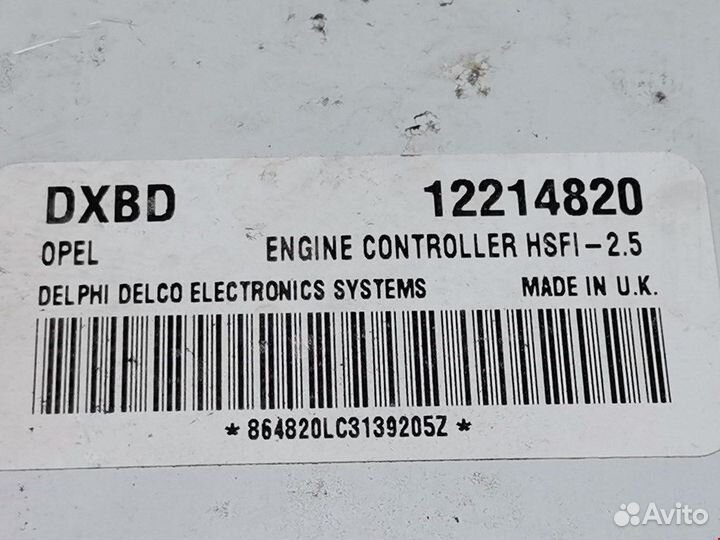 DXBD 12214820
OPEL ENGINE CONTROLLER HSFI-2.5
DELPHI DELCO ELECTRONICS SYSTEMS MADE IN U.K.
*864820LC3139205Z*
Avito